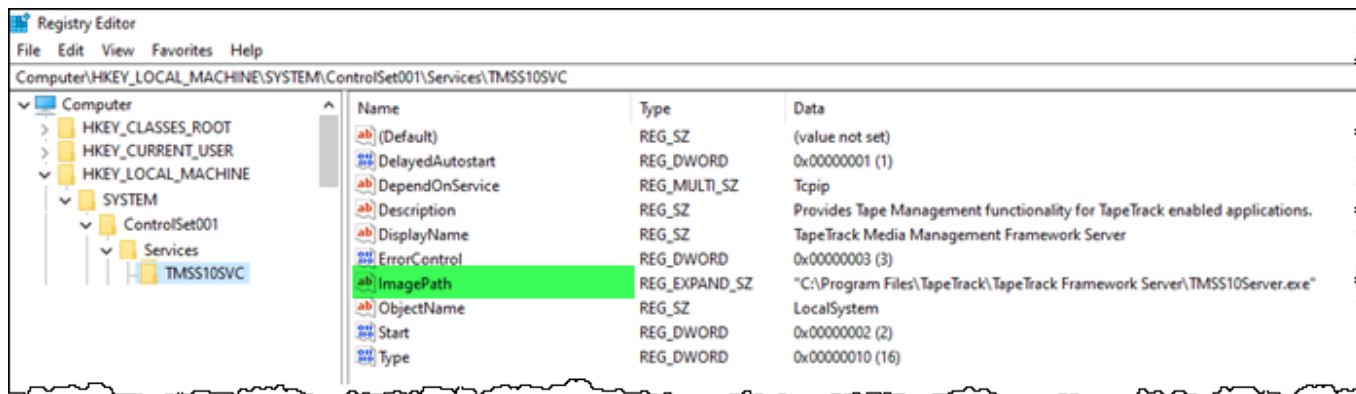 Registry Editor
File Edit View Favorites Help
Computer\HKEY_LOCAL_MACHINE\SYSTEM\ControlSet001\Services\TMSS10SVC
Computer
HKEY_CLASSES_ROOT
HKEY_CURRENT_USER
HKEY_LOCAL_MACHINE
SYSTEM
ControlSet001
Services
TMSS10SVC
Name Type Data
(Default) REG_SZ (value not set)
DelayedAutostart REG_DWORD 0x00000001 (1)
DependOnService REG_MULTI_SZ Tcpip
Description REG_SZ Provides Tape Management functionality for TapeTrack enabled applications.
DisplayName REG_SZ TapeTrack Media Management Framework Server
ErrorControl REG_DWORD 0x00000003 (3)
ImagePath REG_EXPAND_SZ "C:\Program Files\TapeTrack\TapeTrack Framework Server\TMSS10Server.exe"
ObjectName REG_SZ LocalSystem
Start REG_DWORD 0x00000002 (2)
Type REG_DWORD 0x00000010 (16)